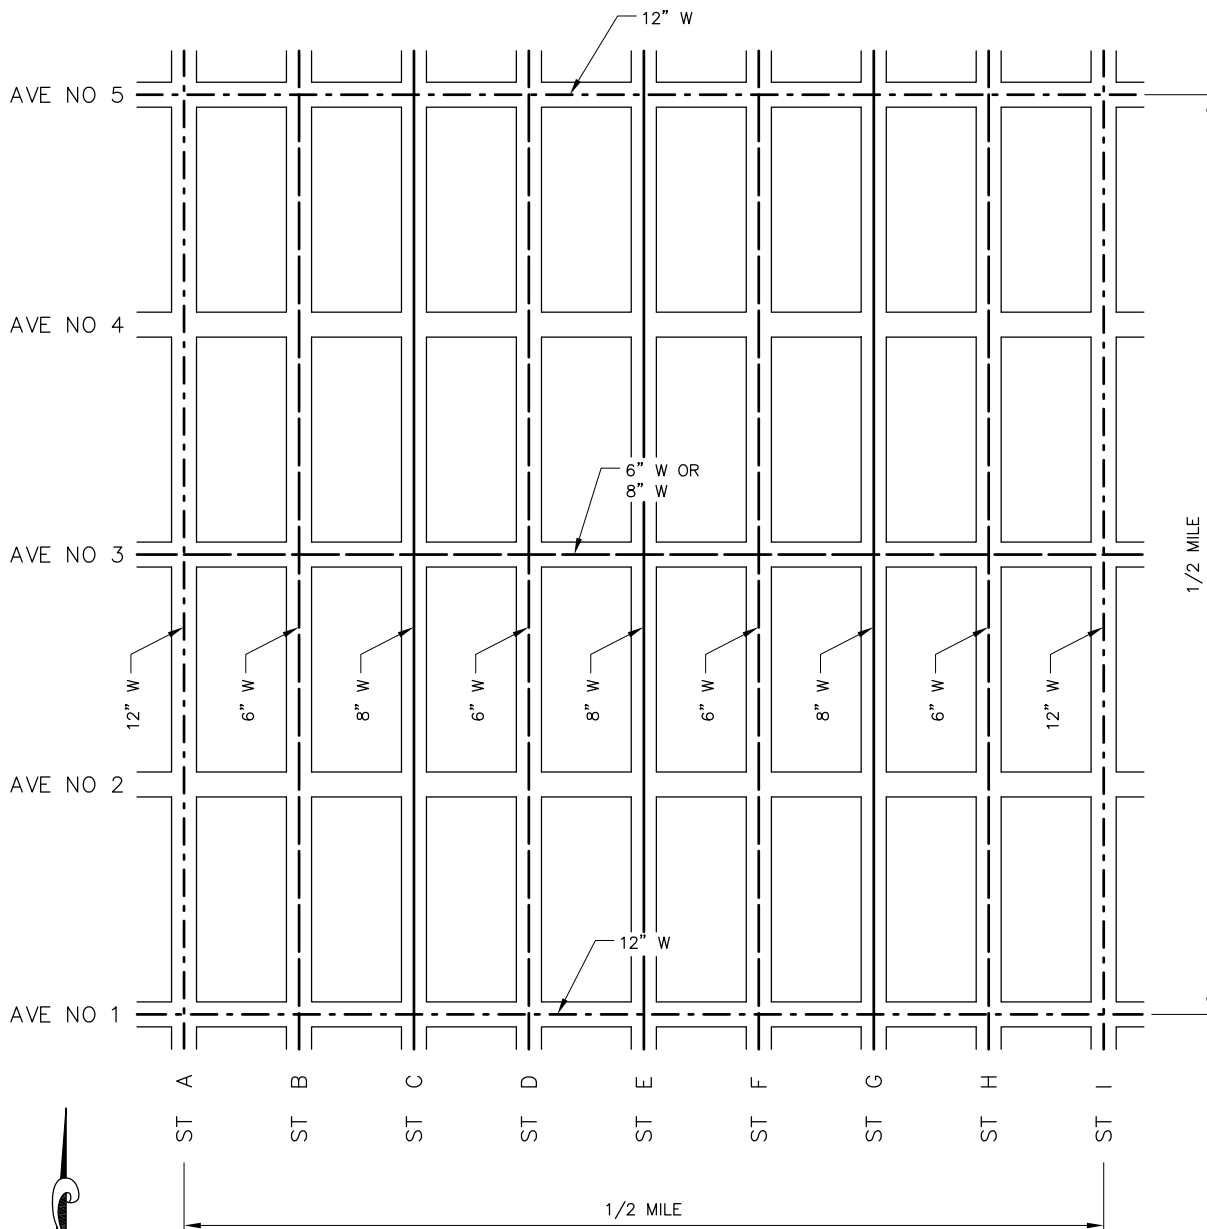 12" W
AVE NO 5
AVE NO 4
6" W OR
8" W
AVE NO 3
1/2 MILE
12" W
6" W
8" W
6" W
8" W
6" W
8" W
6" W
12" W
AVE NO 2
12" W
AVE NO 1
ST A
ST B
ST C
ST D
ST E
ST F
ST G
ST H
ST I
1/2 MILE